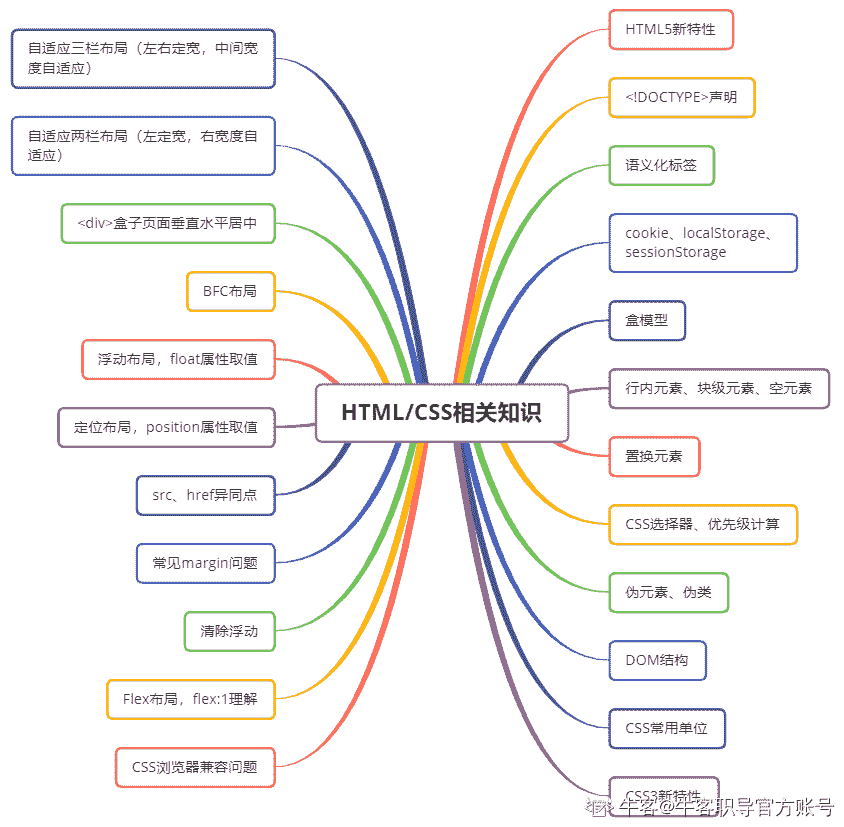 自适应三栏布局（左右定宽，中间宽
度自适应）
自适应两栏布局（左定宽，右宽度自
适应）
<div>盒子页面垂直水平居中
BFC布局
浮动布局，float属性取值
定位布局，position属性取值
src、href异同点
常见margin问题
清除浮动
Flex布局，flex:1理解
CSS浏览器兼容问题
HTML/CSS相关知识
HTML5新特性
<!DOCTYPE>声明
语义化标签
cookie、localStorage、
sessionStorage
盒模型
行内元素、块级元素、空元素
置换元素
CSS选择器、优先级计算
伪元素、伪类
DOM结构
CSS常用单位
CSS3新特性
牛客@牛客职导官方账号